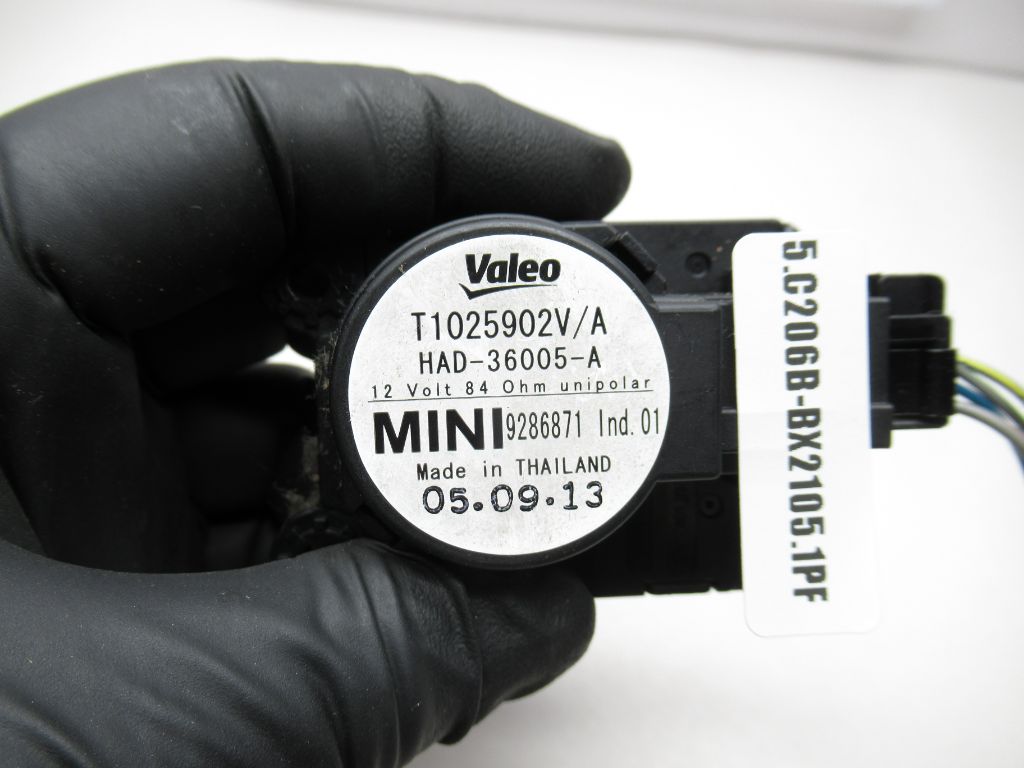 Valeo
T1025902V/A
HAD-36005-A
12 Volt 84 Ohm unipolar
MINI 9286871 Ind.01
Made in THAILAND
05.09.13
5.C206B-BX2105.1PF